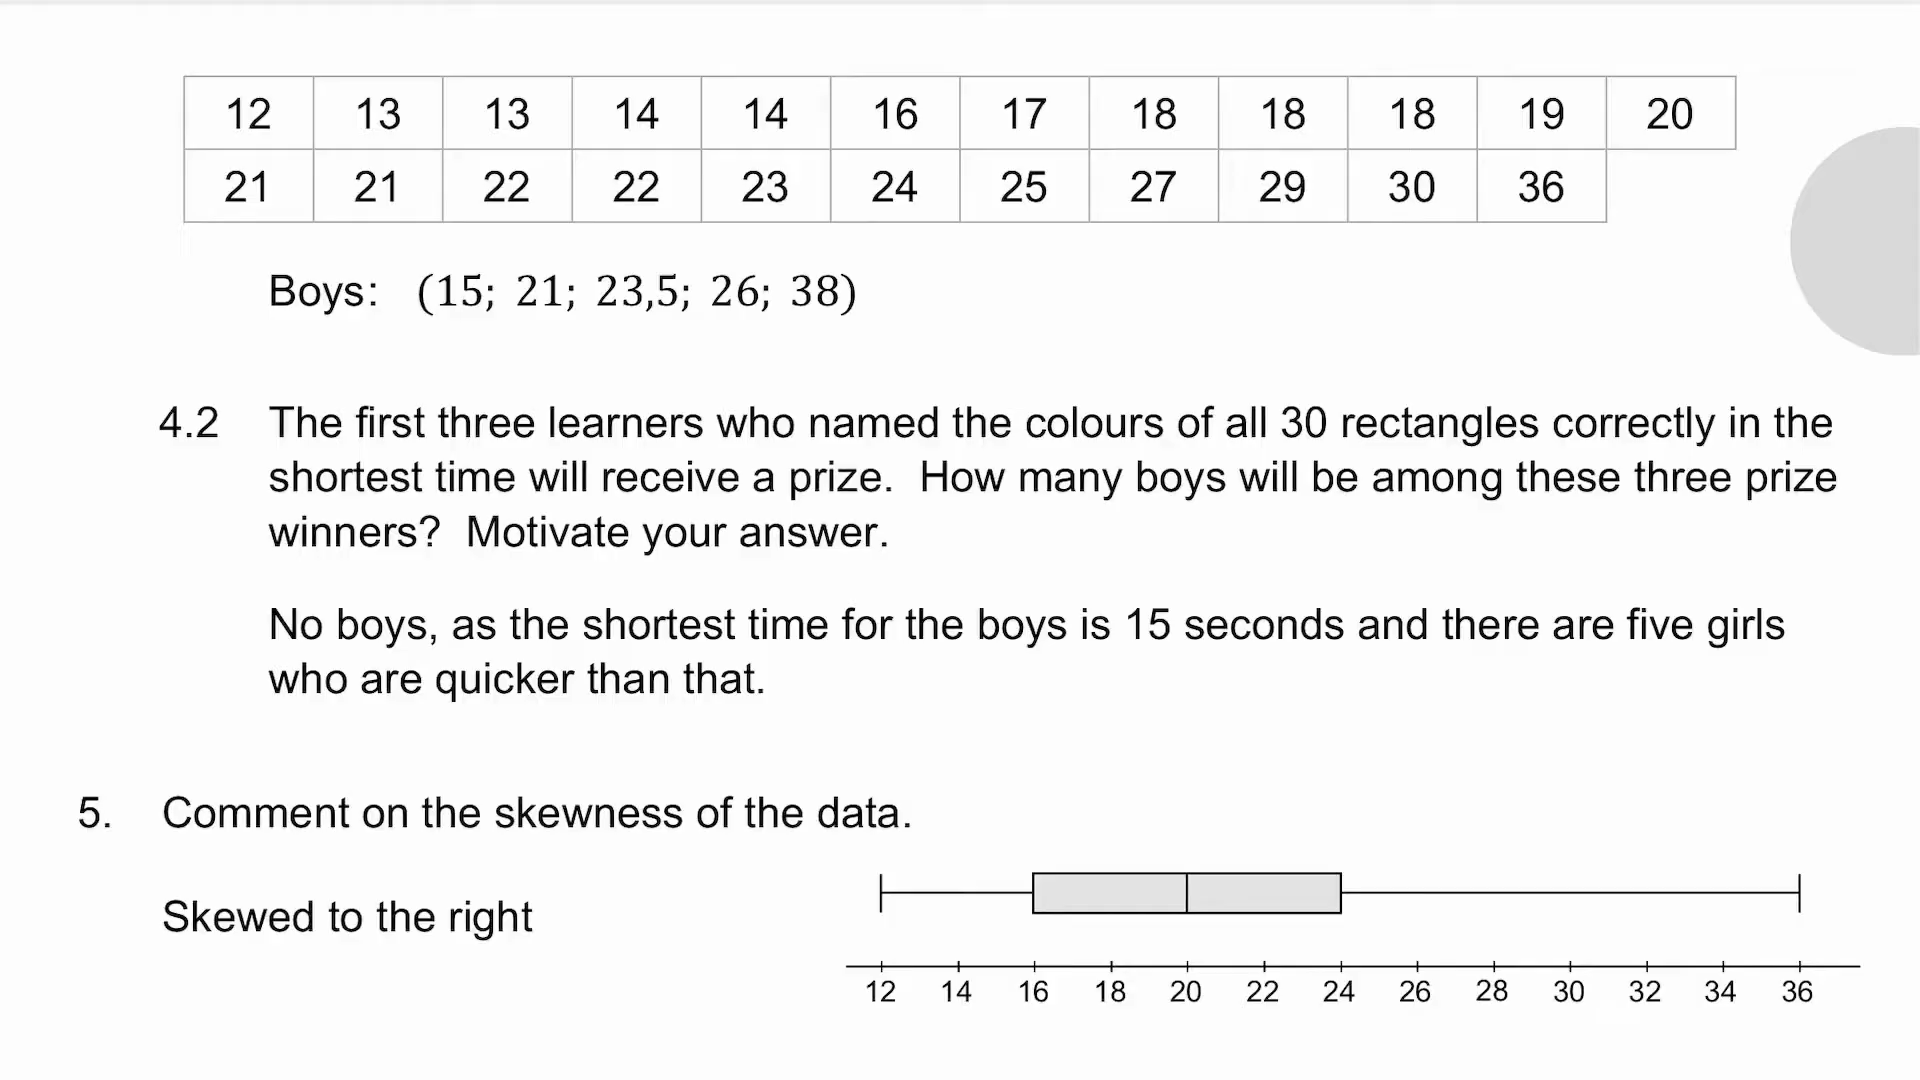 12 13 13 14 14 16 17 18 18 18 19 20
21 21 22 22 23 24 25 27 29 30 36
Boys: (15; 21; 23,5; 26; 38)
4.2 The first three learners who named the colours of all 30 rectangles correctly in the
shortest time will receive a prize. How many boys will be among these three prize
winners? Motivate your answer.
No boys, as the shortest time for the boys is 15 seconds and there are five girls
who are quicker than that.
5. Comment on the skewness of the data.
Skewed to the right
12 14 16 18 20 22 24 26 28 30 32 34 36